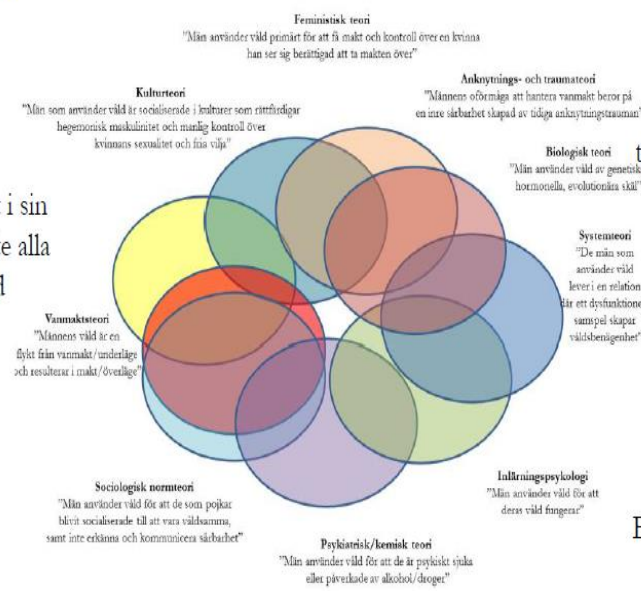 Feministisk teori
"Män använder våld primärt för att få makt och kontroll över en kvinna
han ser sig berättigad att ta makten över"
Kulturteori
"Män som använder våld är socialiserade i kulturer som rättfärdigar
hegemonisk maskulinitet och manlig kontroll över
kvinnans sexualitet och fria vilja"
Anknytnings- och traumateori
"Männens oförmåga att hantera vanmakt beror på
en inre sårbarhet skapad av tidiga anknytningstrauman"
Biologisk teori
"Män använder våld av genetisk
hormonella, evolutionära skäl"
t
i sin
e alla
d
Systemteori
"De män som
använder våld
lever i en relation
där ett dysfunktione
samspel skapar
våldsbenägenhet"
Vanmaktsteori
"Männens våld är en
flykt från vanmakt/underläge
och resulterar i makt/överläge"
Inlärningspsykologi
"Män använder våld för att
deras våld fungerar"
Sociologisk normteori
"Män använder våld för att de som pojkar
blivit socialiserade till att vara våldsamma,
samt inte erkänna och kommunicera sårbarhet"
Psykiatrisk/kemisk teori
"Män använder våld för att de är psykiskt sjuka
eller påverkade av alkohol/droger"
E